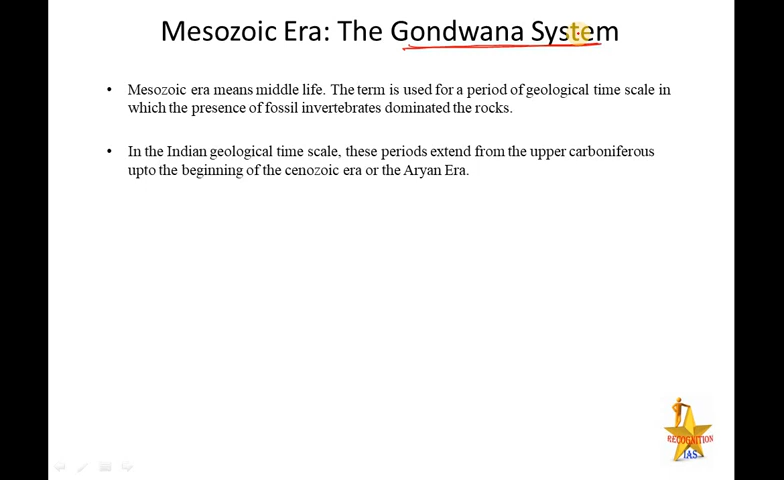 Mesozoic Era: The Gondwana System
• Mesozoic era means middle life. The term is used for a period of geological time scale in
which the presence of fossil invertebrates dominated the rocks.
• In the Indian geological time scale, these periods extend from the upper carboniferous
upto the beginning of the cenozoic era or the Aryan Era.
RECOGNITION
IAS